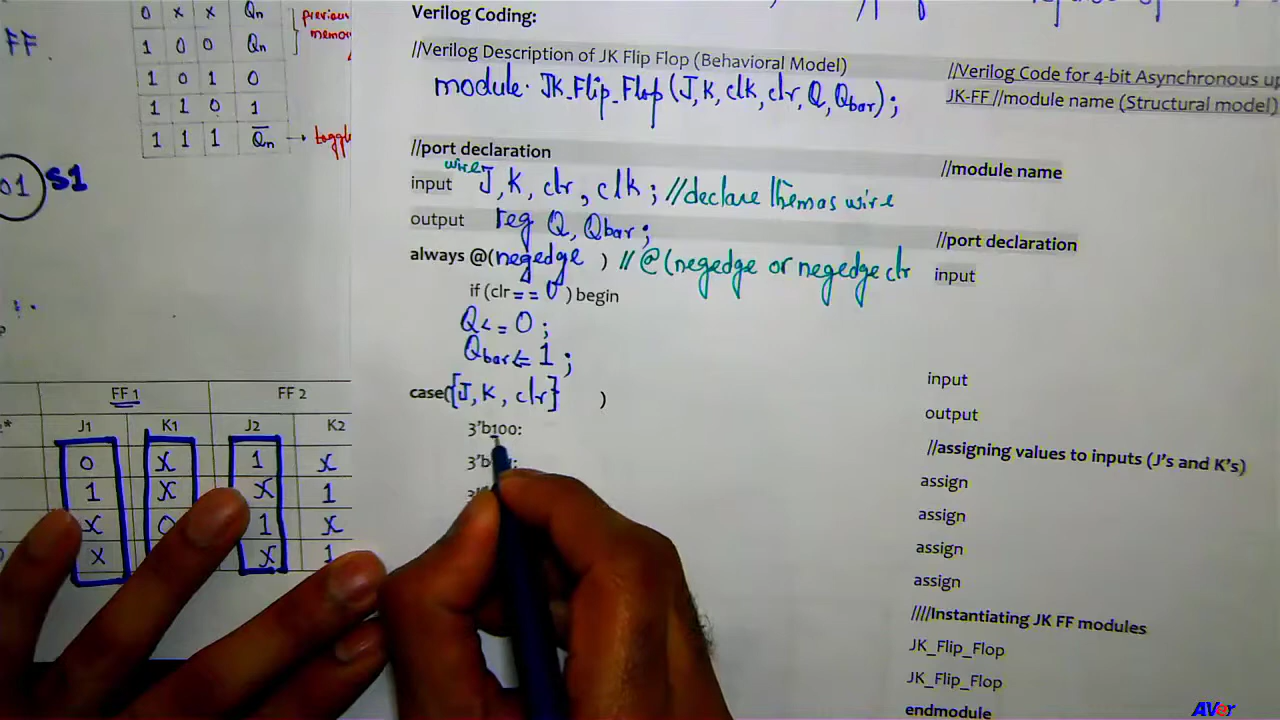 FF.
0 x x Qn
1 0 0 Qn
1 0 1 0
1 1 0 1
1 1 1 Q̅n → toggle
previous
memor
01 S1
FF 1 FF 2
J1 K1 J2 K2
0 X 1 X
1 X X 1
X 0 1 X
X X 1
Verilog Coding:
//Verilog Description of JK Flip Flop (Behavioral Model)
module JK_Flip_Flop (J, K, clk, clr, Q, Qbar);
//port declaration
input wire J, K, clr, clk; //declare them as wire
output reg Q, Qbar;
always @(negedge ) // @(negedge or negedge clr
if (clr == 0 ) begin
Q <= 0;
Qbar <= 1;
case({J, K, clr} )
3'b100:
3'b
//Verilog Code for 4-bit Asynchronous up
JK-FF //module name (Structural model)
//module name
//port declaration
input
input
output
//assigning values to inputs (J's and K's)
assign
assign
assign
assign
////Instantiating JK FF modules
JK_Flip_Flop
JK_Flip_Flop
endmodule
AVer